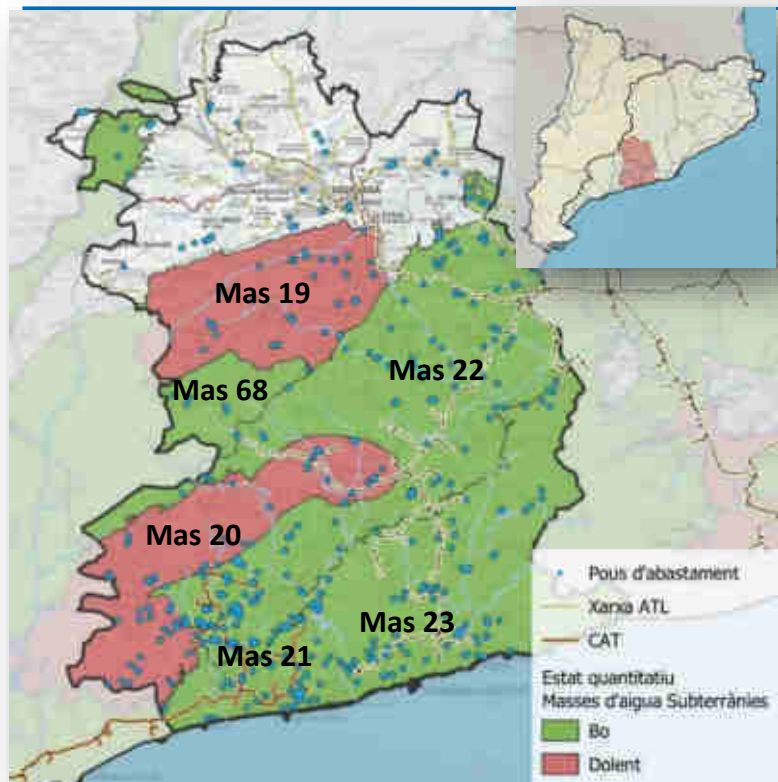 Mas 19
Mas 68
Mas 22
Mas 20
Mas 23
Mas 21
Pous d'abastament
Xarxa ATL
CAT
Estat quantitatiu
Masses d'aigua Subterrànies
Bo
Dolent